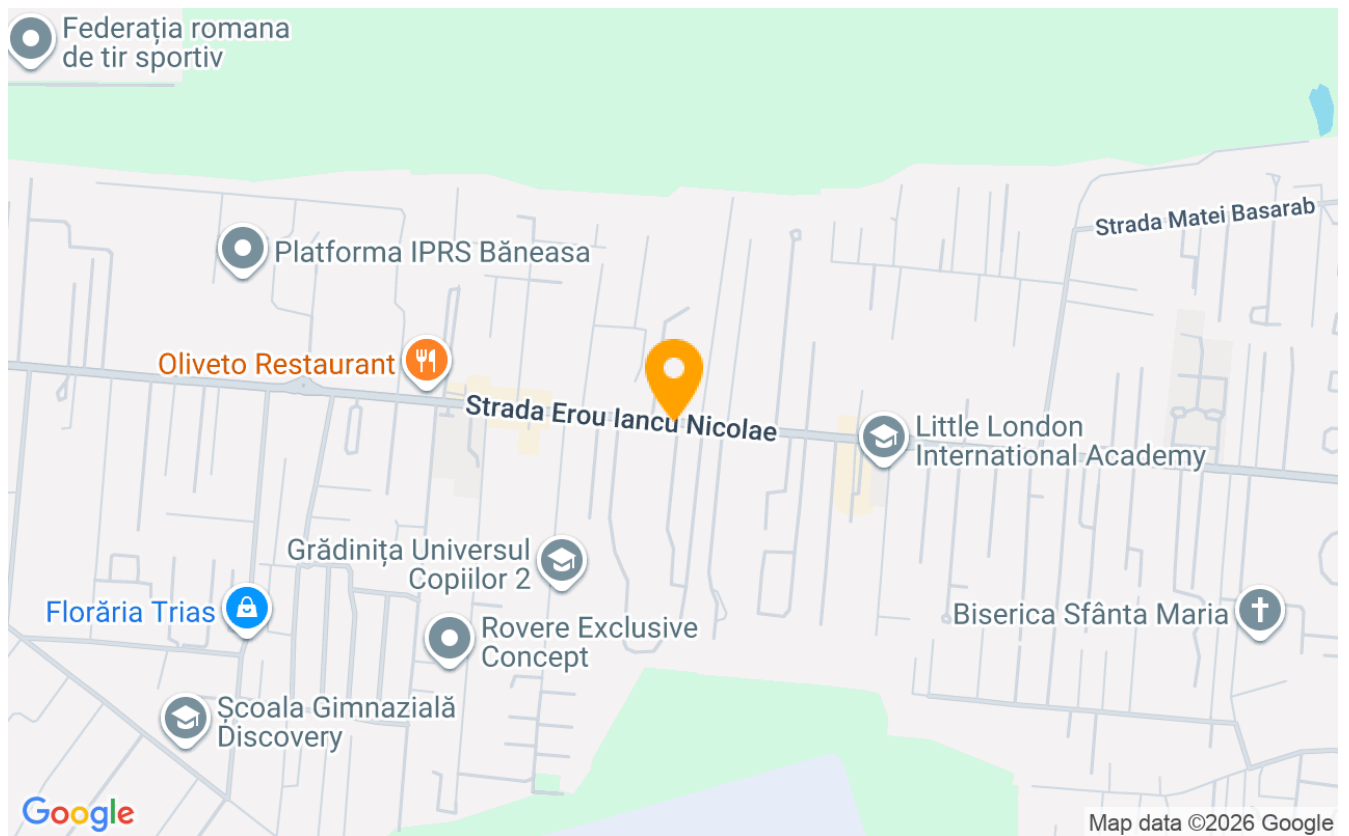 Federația romana
de tir sportiv
Strada Matei Basarab
Platforma IPRS Băneasa
Oliveto Restaurant
Strada Erou Iancu Nicolae
Little London
International Academy
Grădinița Universul
Copiilor 2
Florăria Trias
Biserica Sfânta Maria
Rovere Exclusive
Concept
Școala Gimnazială
Discovery
Google
Map data ©2026 Google